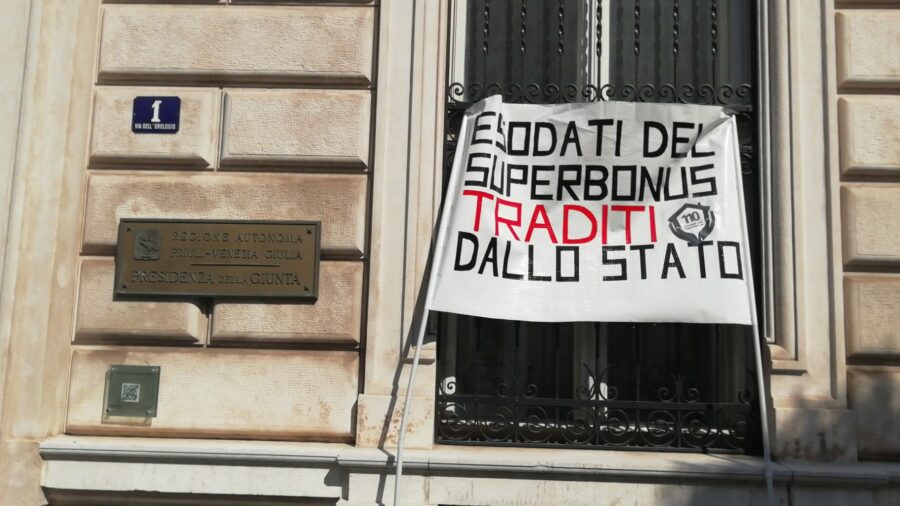 1
VIA DELL'OROLOGIO
REGIONE AUTONOMA
FRIULI-VENEZIA GIULIA
PRESIDENZA DELLA GIUNTA
ESODATI DEL
SUPERBONUS
TRADITI
DALLO STATO
110